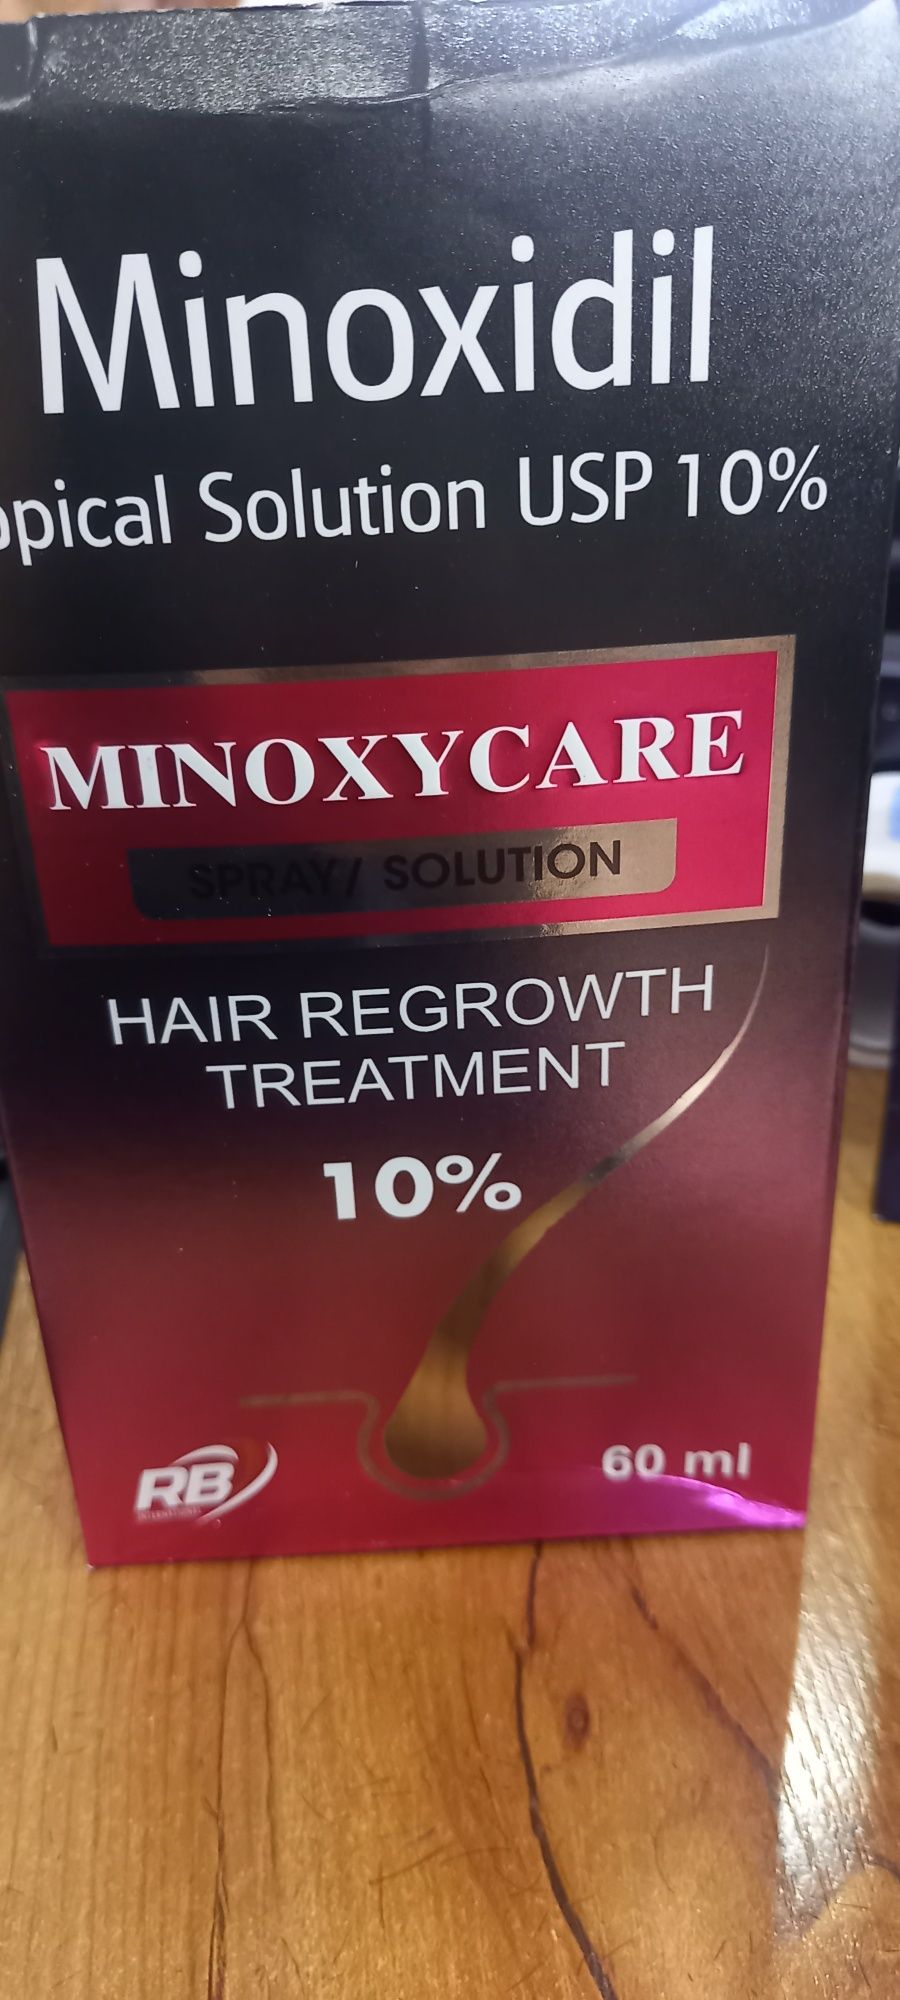 Minoxidil
opical Solution USP 10%
MINOXYCARE
SPRAY/ SOLUTION
HAIR REGROWTH
TREATMENT
10%
RB
60 ml